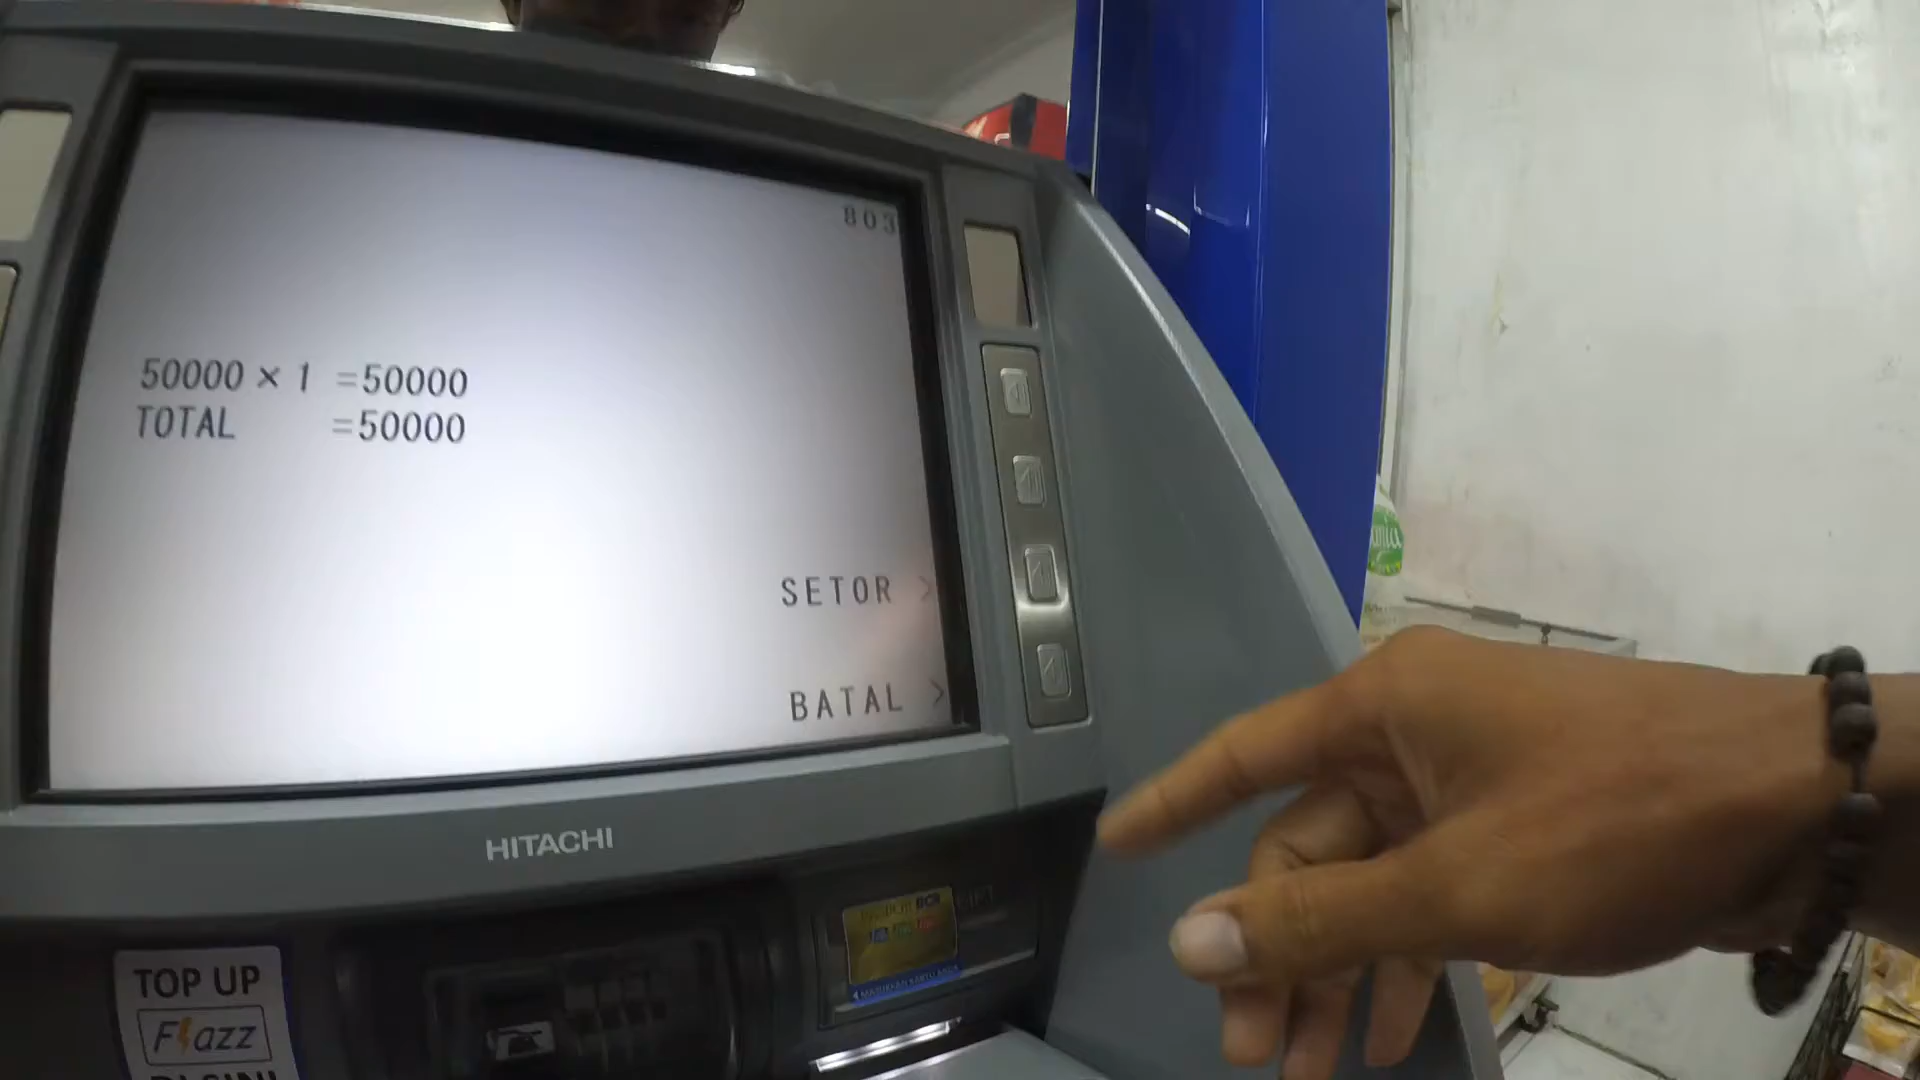 803
50000 × 1 =50000
TOTAL =50000
SETOR >
BATAL >
HITACHI
TOP UP
Flazz